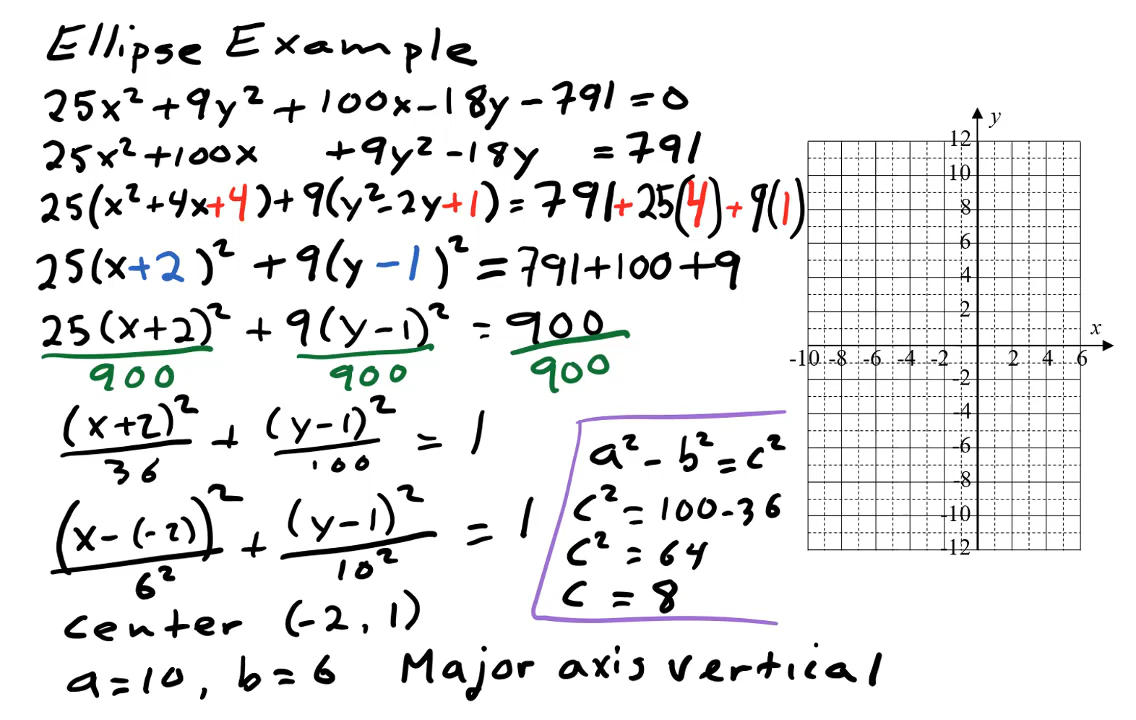 Ellipse Example
25x² + 9y² + 100x - 18y - 791 = 0
25x² + 100x + 9y² - 18y = 791
25(x² + 4x + 4) + 9(y² - 2y + 1) = 791 + 25(4) + 9(1)
25(x + 2)² + 9(y - 1)² = 791 + 100 + 9
25(x + 2)²/900 + 9(y - 1)²/900 = 900/900
(x + 2)²/36 + (y - 1)²/100 = 1
(x - (-2))²/6² + (y - 1)²/10² = 1
center (-2, 1)
a = 10, b = 6 Major axis vertical
a² - b² = c²
c² = 100 - 36
c² = 64
c = 8
y
12
10
8
6
4
2
x
-10 -8 -6 -4 -2 2 4 6
-2
-4
-6
-8
-10
-12